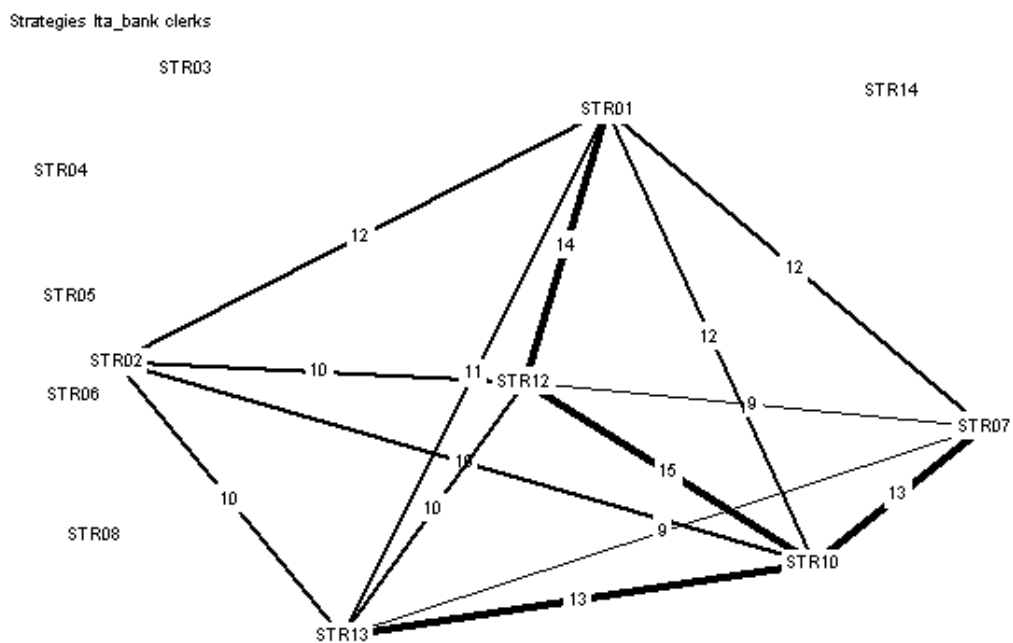 Strategies lta_bank clerks
STR03
STR14
STR01
STR04
12
14
12
STR05
12
STR02
10
11
STR12
STR06
9
STR07
10
15
13
10
10
STR08
9
STR10
13
STR13